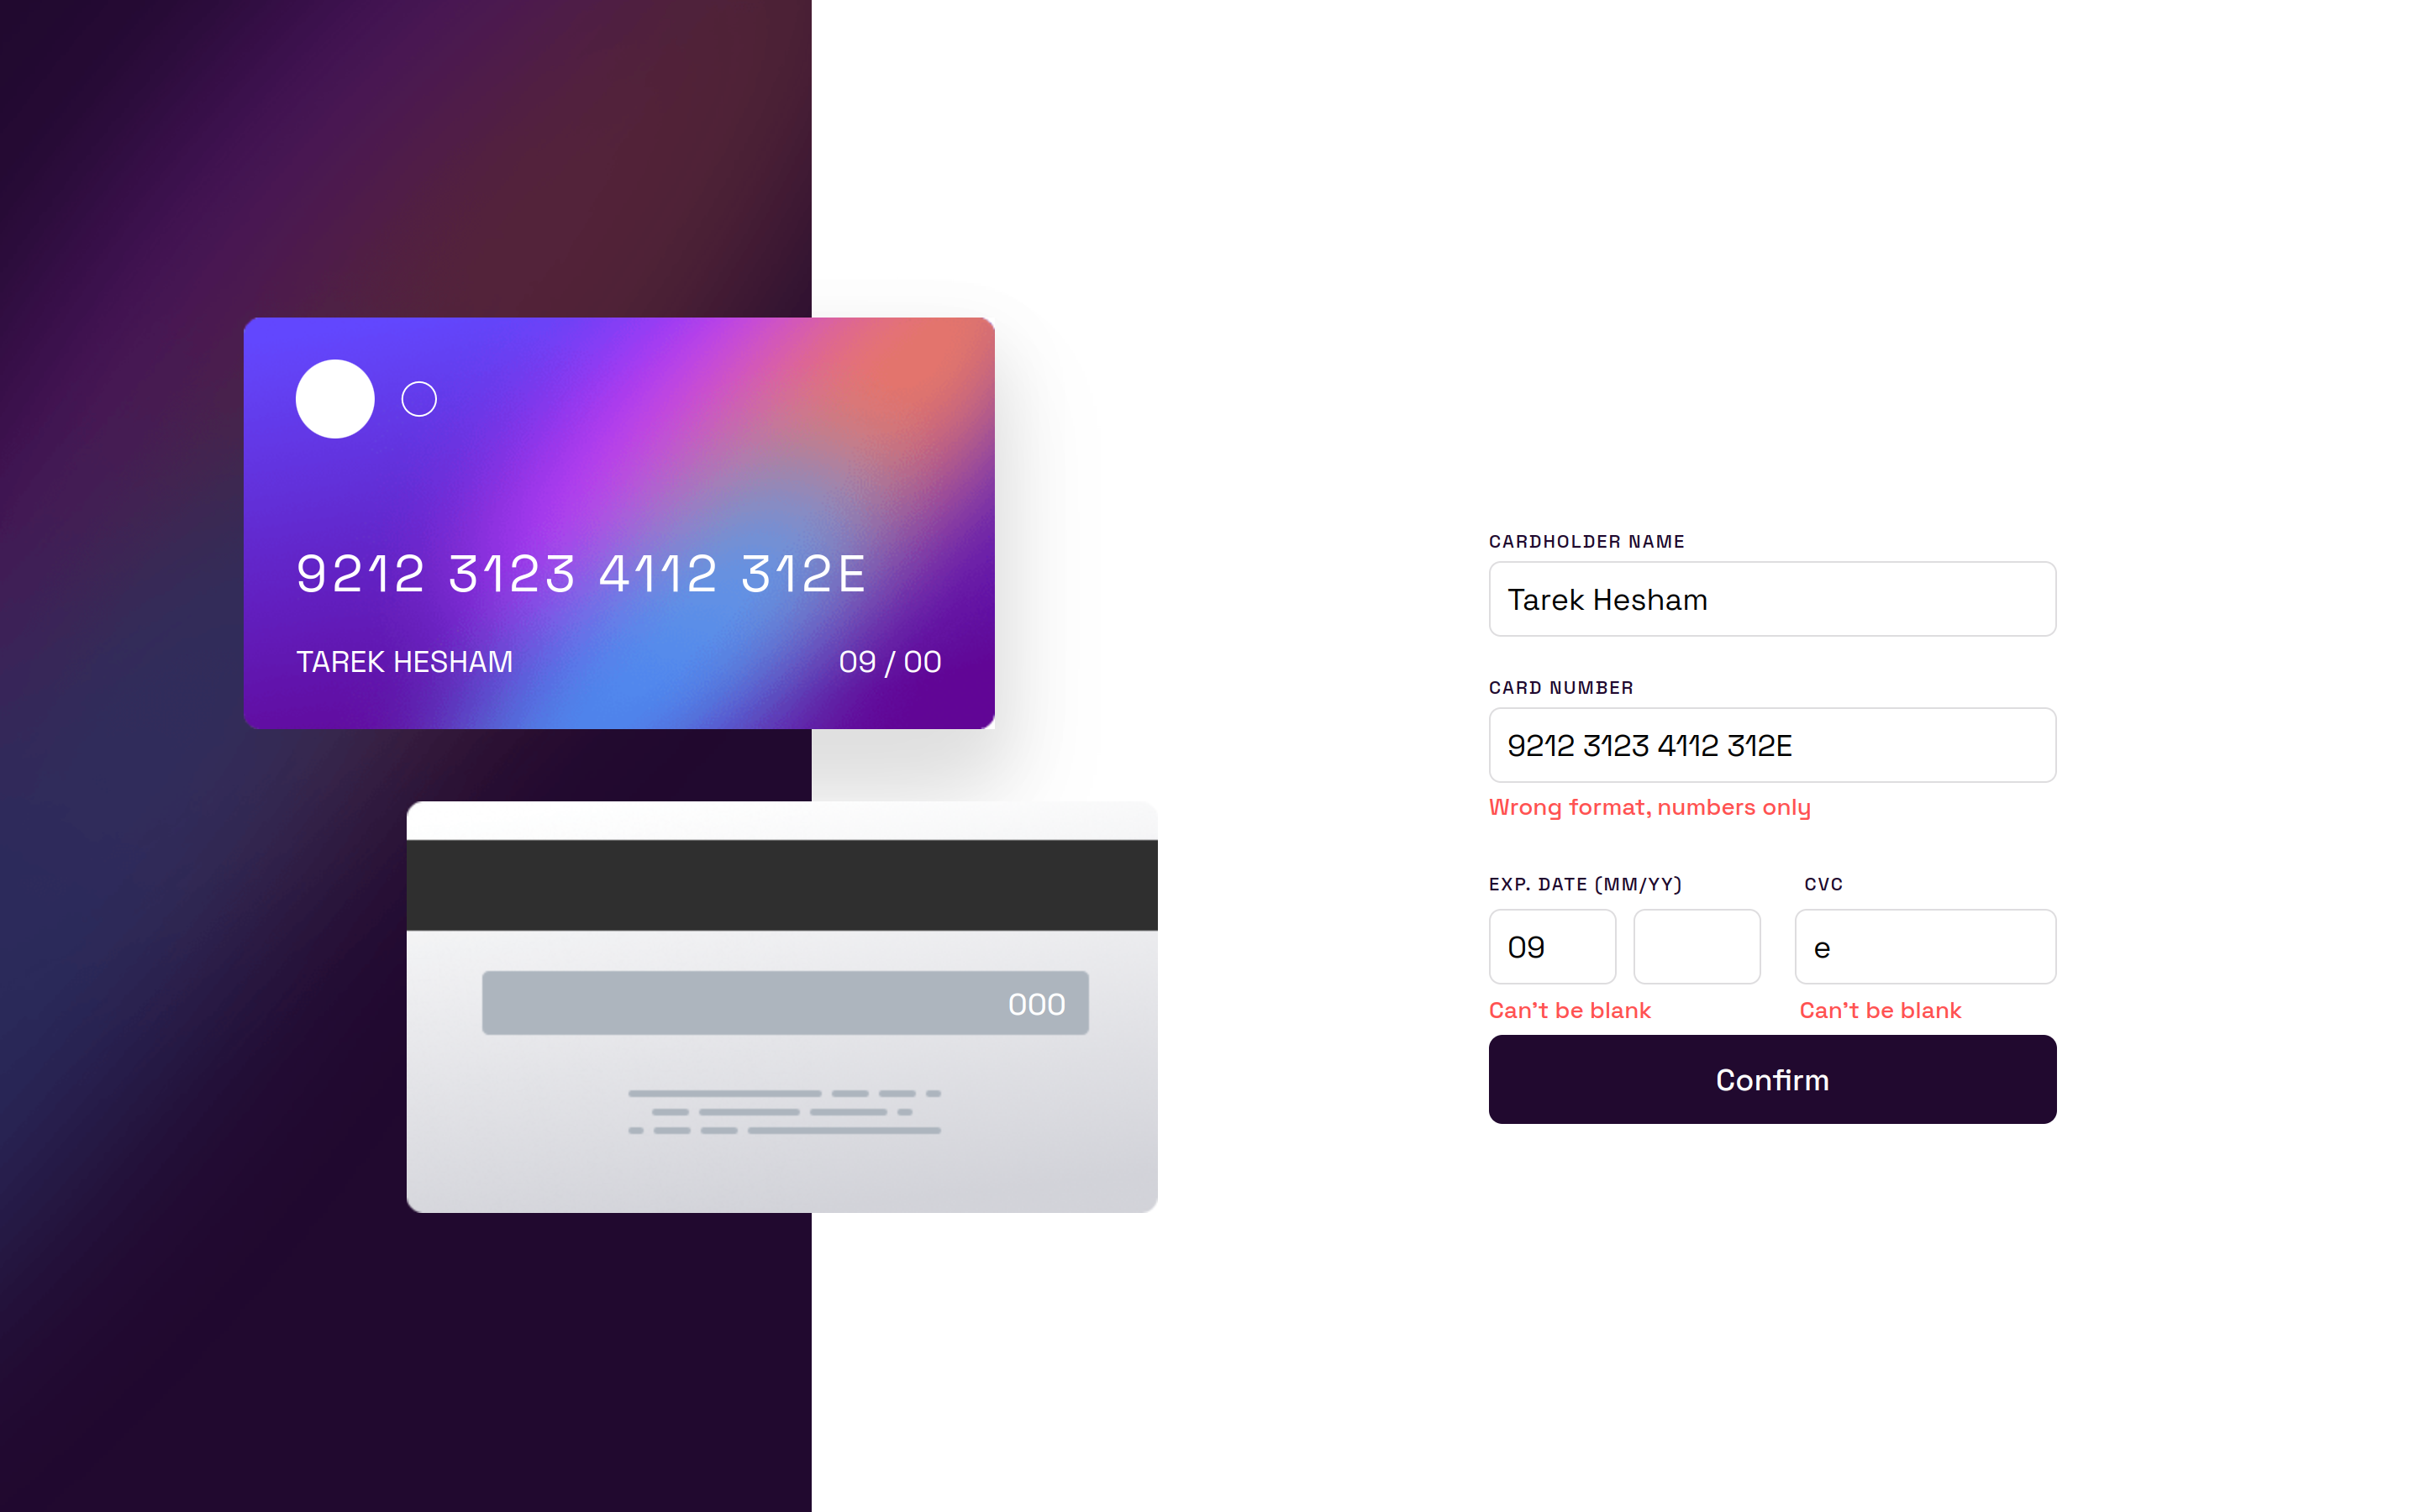 9212 3123 4112 312E
TAREK HESHAM
09 / 00
000
CARDHOLDER NAME
Tarek Hesham
CARD NUMBER
9212 3123 4112 312E
Wrong format, numbers only
EXP. DATE (MM/YY)
CVC
09
e
Can't be blank
Can't be blank
Confirm